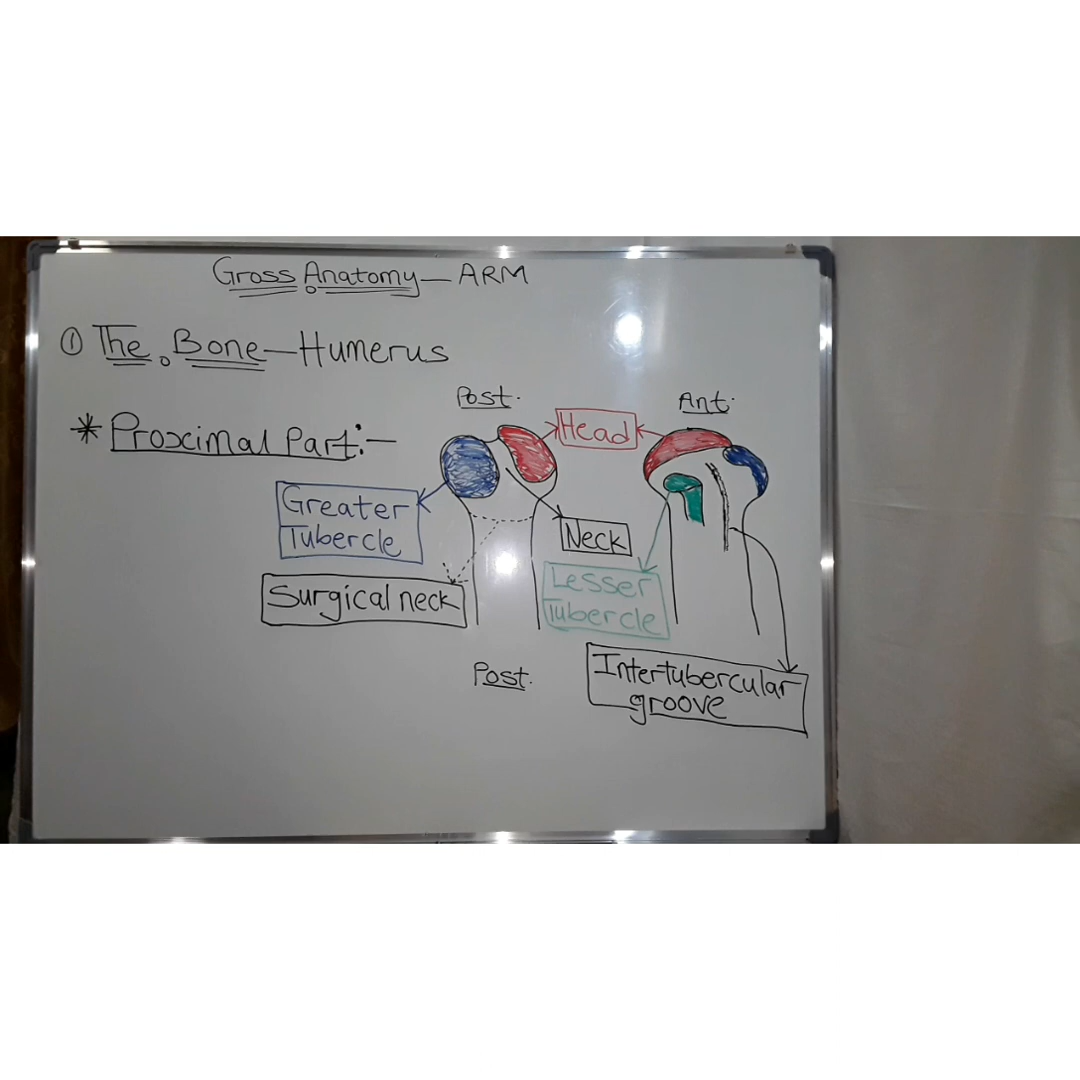 Gross Anatomy — ARM
① The Bone — Humerus
* Proximal Part:-
Post.
Ant.
Head
Greater
Tubercle
Neck
Surgical neck
Lesser
Tubercle
Post.
Intertubercular
groove